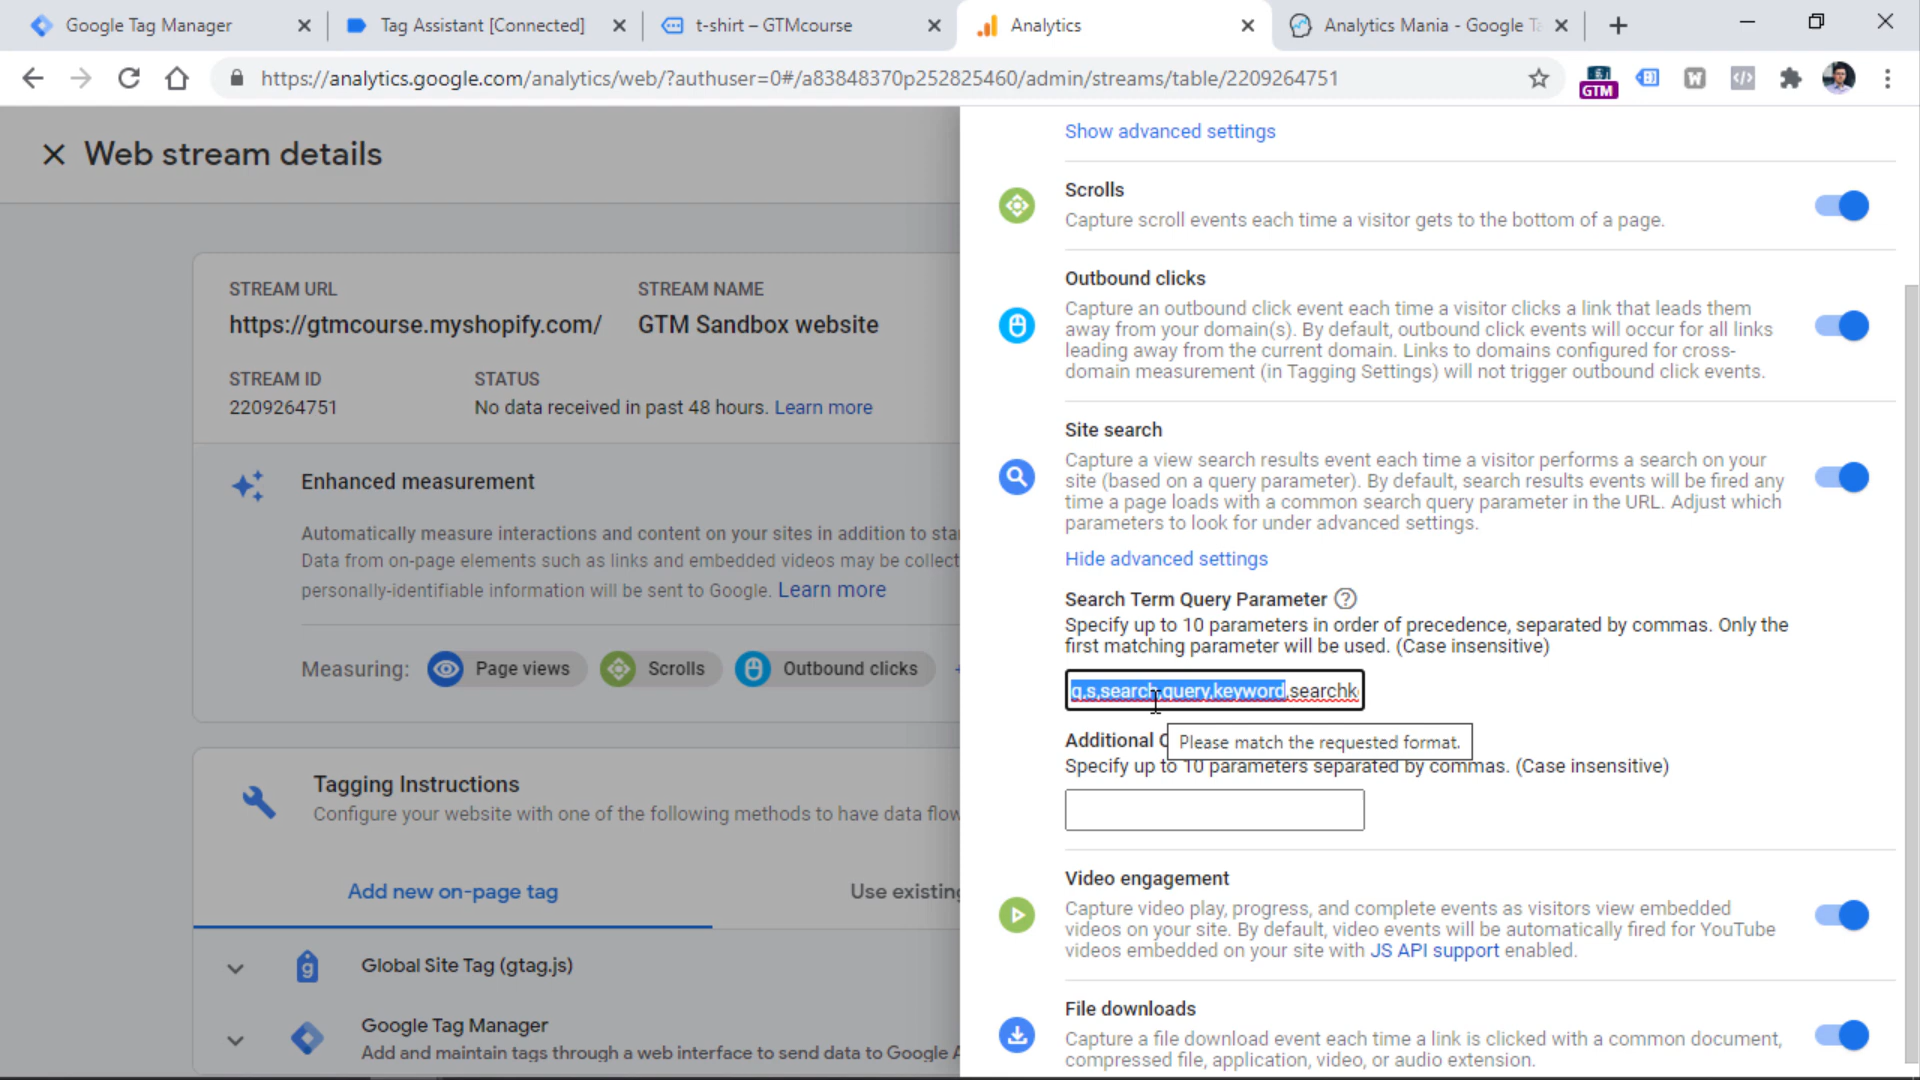 Google Tag Manager
Tag Assistant [Connected]
t-shirt – GTMcourse
Analytics
Analytics Mania - Google T
https://analytics.google.com/analytics/web/?authuser=0#/a83848370p252825460/admin/streams/table/2209264751
GTM
Web stream details
STREAM URL
https://gtmcourse.myshopify.com/
STREAM NAME
GTM Sandbox website
STREAM ID
2209264751
STATUS
No data received in past 48 hours. Learn more
Enhanced measurement
Automatically measure interactions and content on your sites in addition to sta
Data from on-page elements such as links and embedded videos may be collec
personally-identifiable information will be sent to Google. Learn more
Measuring:
Page views
Scrolls
Outbound clicks
Tagging Instructions
Configure your website with one of the following methods to have data flow
Add new on-page tag
Use existing
Global Site Tag (gtag.js)
Google Tag Manager
Add and maintain tags through a web interface to send data to Google A
Show advanced settings
Scrolls
Capture scroll events each time a visitor gets to the bottom of a page.
Outbound clicks
Capture an outbound click event each time a visitor clicks a link that leads them
away from your domain(s). By default, outbound click events will occur for all links
leading away from the current domain. Links to domains configured for cross-
domain measurement (in Tagging Settings) will not trigger outbound click events.
Site search
Capture a view search results event each time a visitor performs a search on your
site (based on a query parameter). By default, search results events will be fired any
time a page loads with a common search query parameter in the URL. Adjust which
parameters to look for under advanced settings.
Hide advanced settings
Search Term Query Parameter
Specify up to 10 parameters in order of precedence, separated by commas. Only the
first matching parameter will be used. (Case insensitive)
q,s,search,query,keyword,searchk
Additional
Please match the requested format.
Specify up to 10 parameters separated by commas. (Case insensitive)
Video engagement
Capture video play, progress, and complete events as visitors view embedded
videos on your site. By default, video events will be automatically fired for YouTube
videos embedded on your site with JS API support enabled.
File downloads
Capture a file download event each time a link is clicked with a common document,
compressed file, application, video, or audio extension.